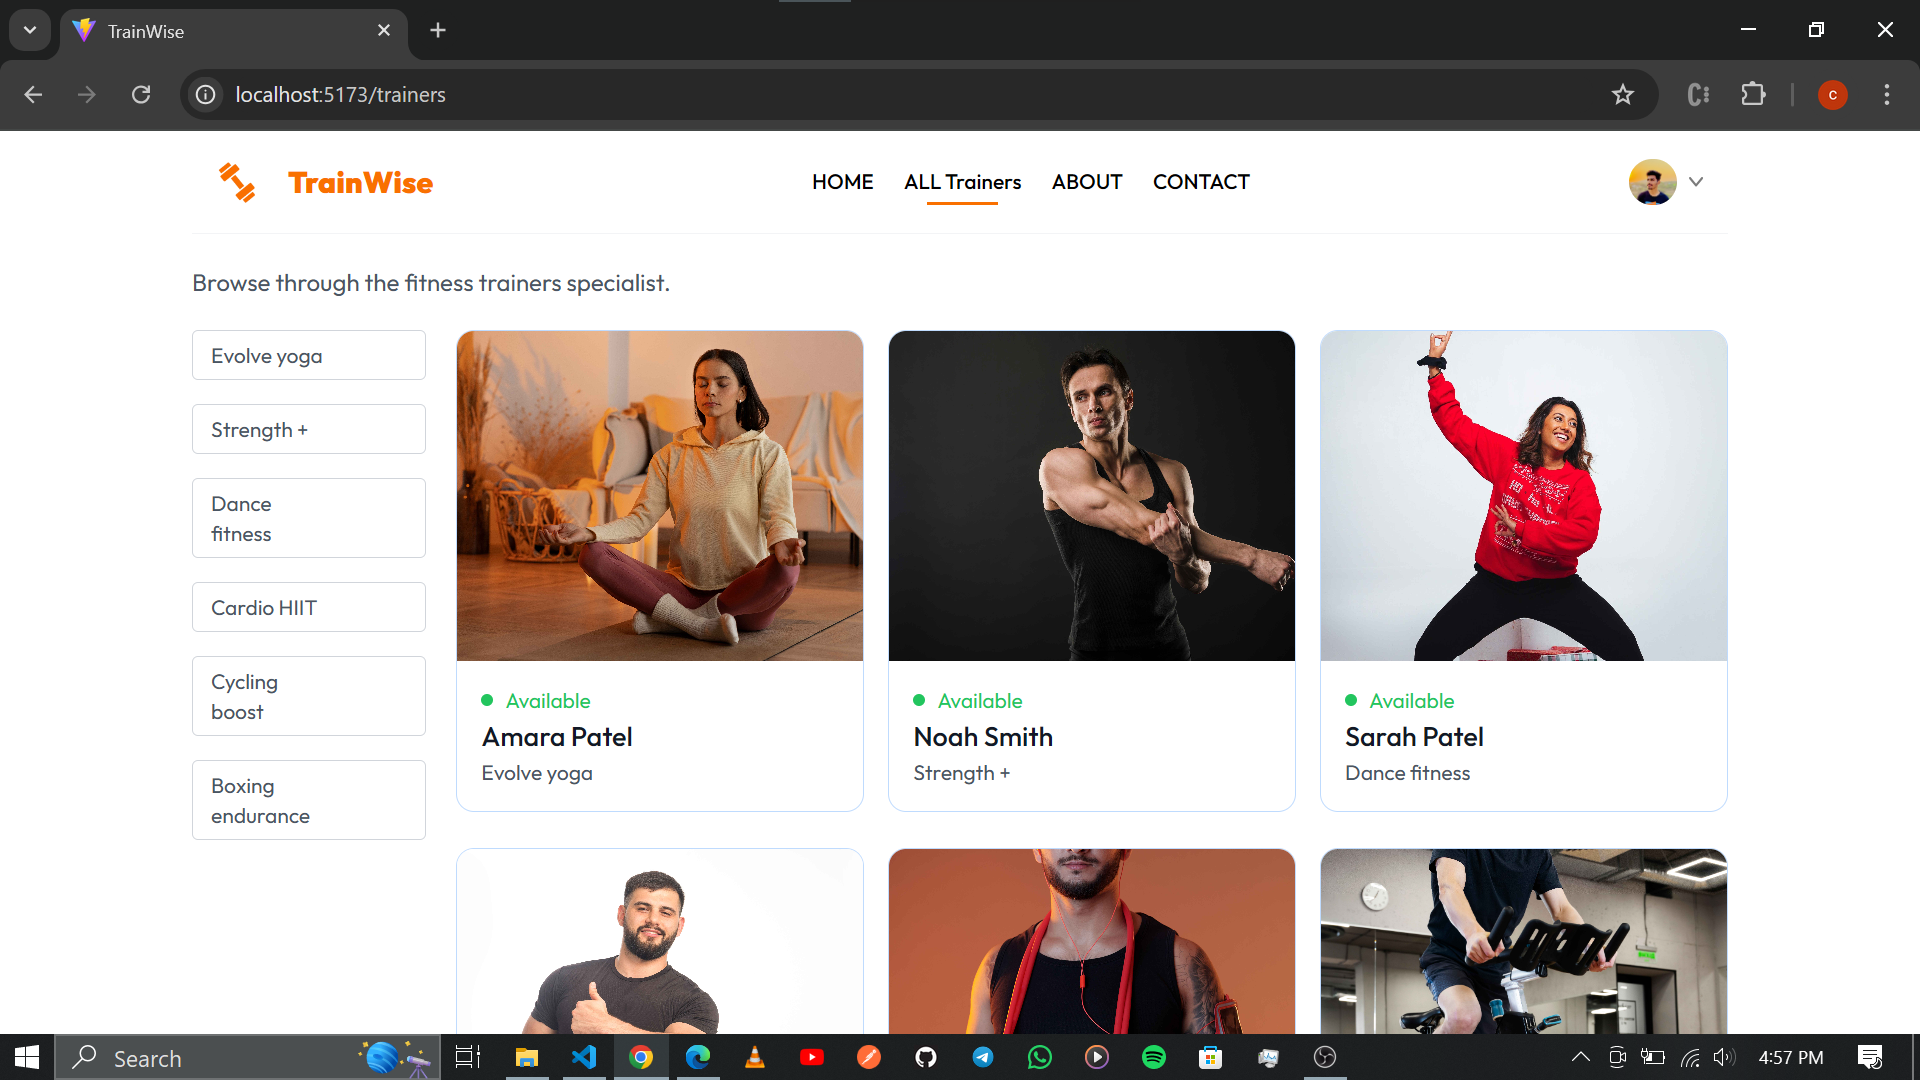 TrainWise
localhost:5173/trainers
C
TrainWise
HOME
ALL Trainers
ABOUT
CONTACT
Browse through the fitness trainers specialist.
Evolve yoga
Strength +
Dance
fitness
Cardio HIIT
Cycling
boost
Boxing
endurance
Available
Amara Patel
Evolve yoga
Available
Noah Smith
Strength +
Available
Sarah Patel
Dance fitness
Search
4:57 PM